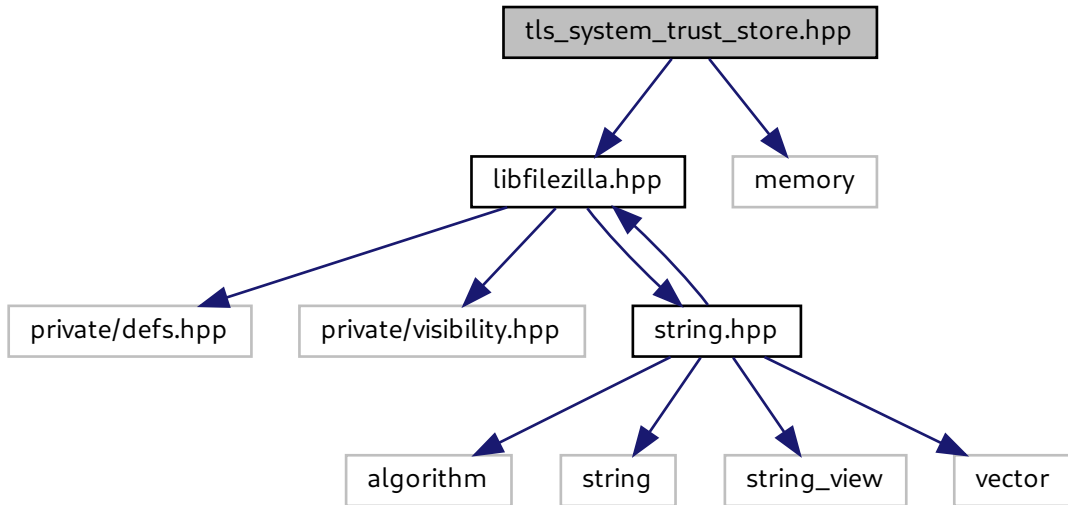 tls_system_trust_store.hpp
libfilezilla.hpp
memory
private/defs.hpp
private/visibility.hpp
string.hpp
algorithm
string
string_view
vector